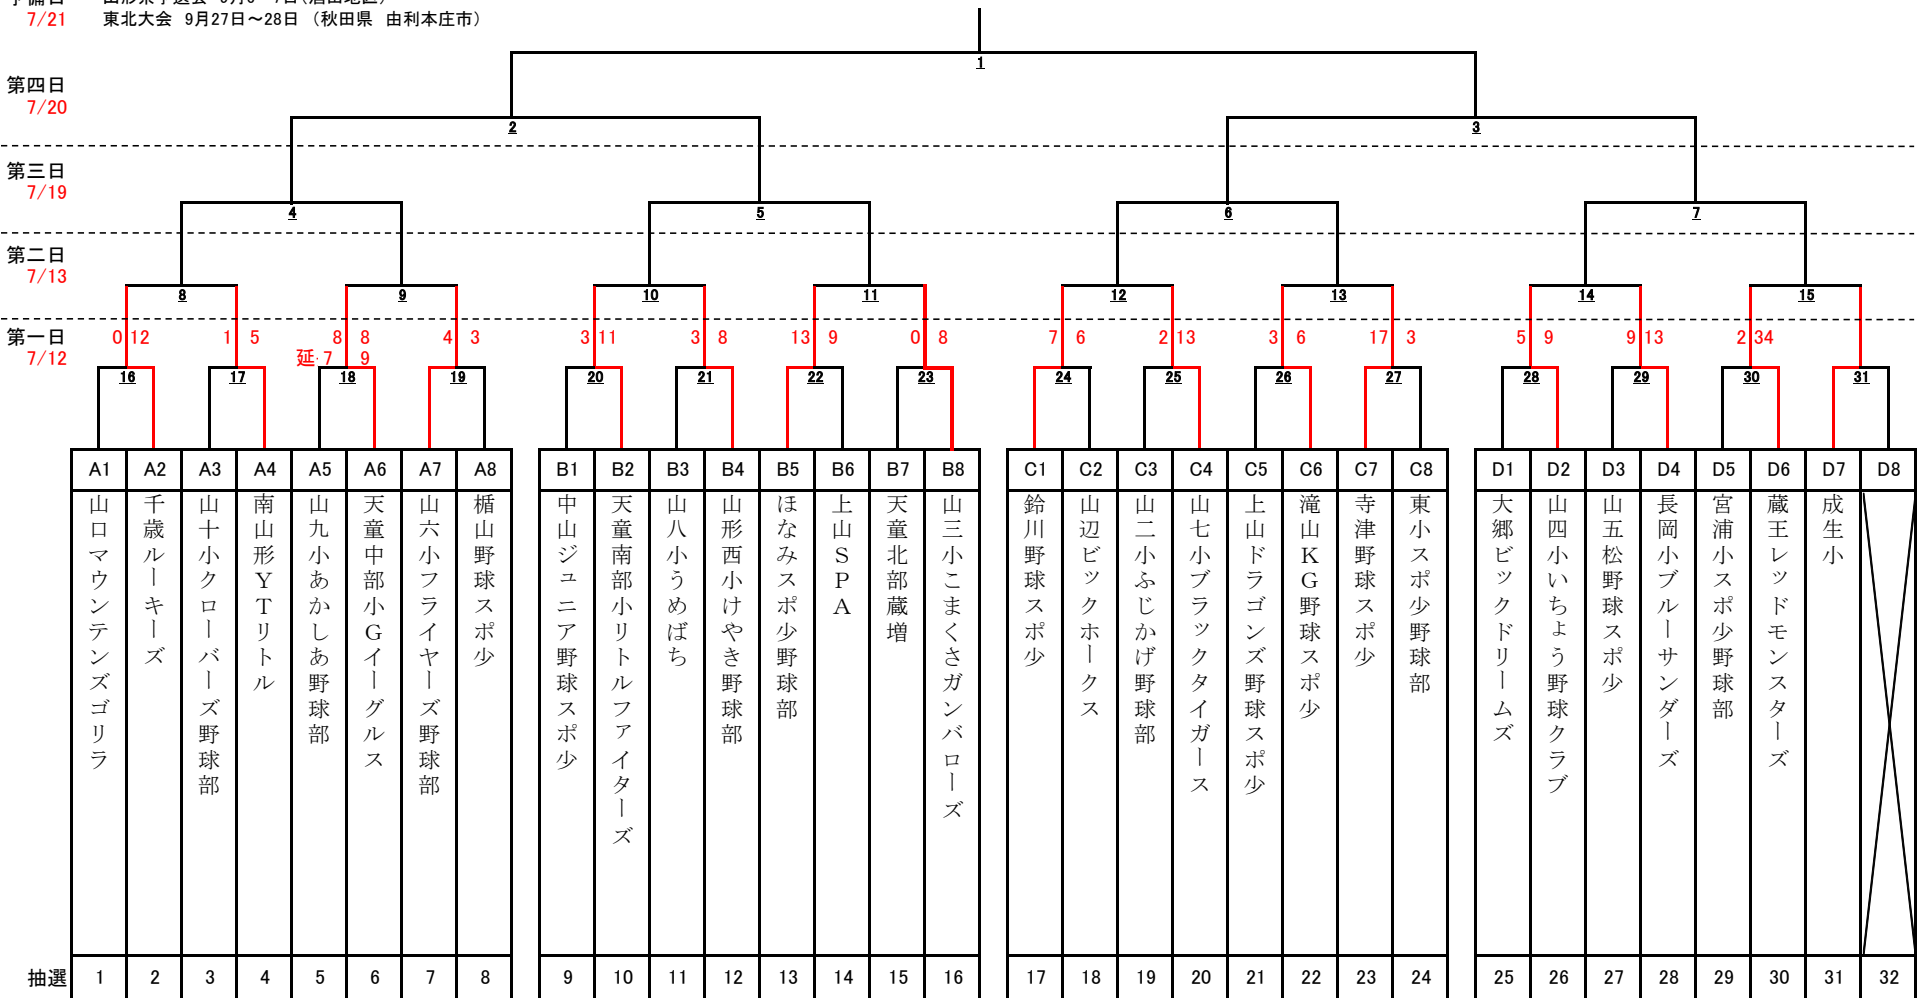 7/21 東北大会 9月27日～28日 （秋田県 由利本庄市）
1
第四日
7/20
2 3
第三日
7/19
4 5 6 7
第二日
7/13
8 9 10 11 12 13 14 15
第一日 0 12 1 5 8 8 4 3 3 11 3 8 13 9 0 8 7 6 2 13 3 6 17 3 5 9 9 13 2 34
7/12 延・7 9
16 17 18 19 20 21 22 23 24 25 26 27 28 29 30 31
A1 A2 A3 A4 A5 A6 A7 A8 B1 B2 B3 B4 B5 B6 B7 B8 C1 C2 C3 C4 C5 C6 C7 C8 D1 D2 D3 D4 D5 D6 D7 D8
山口マウンテンズゴリラ
千歳ルーキーズ
山十小クローバーズ野球部
南山形YTリトル
山九小あかしあ野球部
天童中部小Gイーグルス
山六小フライヤーズ野球部
楯山野球スポ少
中山ジュニア野球スポ少
天童南部小リトルファイターズ
山八小うめばち
山形西小けやき野球部
ほなみスポ少野球部
上山SPA
天童北部蔵増
山三小こまくさガンバローズ
鈴川野球スポ少
山辺ビックホークス
山二小ふじかげ野球部
山七小ブラックタイガース
上山ドラゴンズ野球スポ少
滝山KG野球スポ少
寺津野球スポ少
東小スポ少野球部
大郷ビックドリームズ
山四小いちょう野球クラブ
山五松野球スポ少
長岡小ブルーサンダーズ
宮浦小スポ少野球部
蔵王レッドモンスターズ
成生小
抽選 1 2 3 4 5 6 7 8 9 10 11 12 13 14 15 16 17 18 19 20 21 22 23 24 25 26 27 28 29 30 31 32